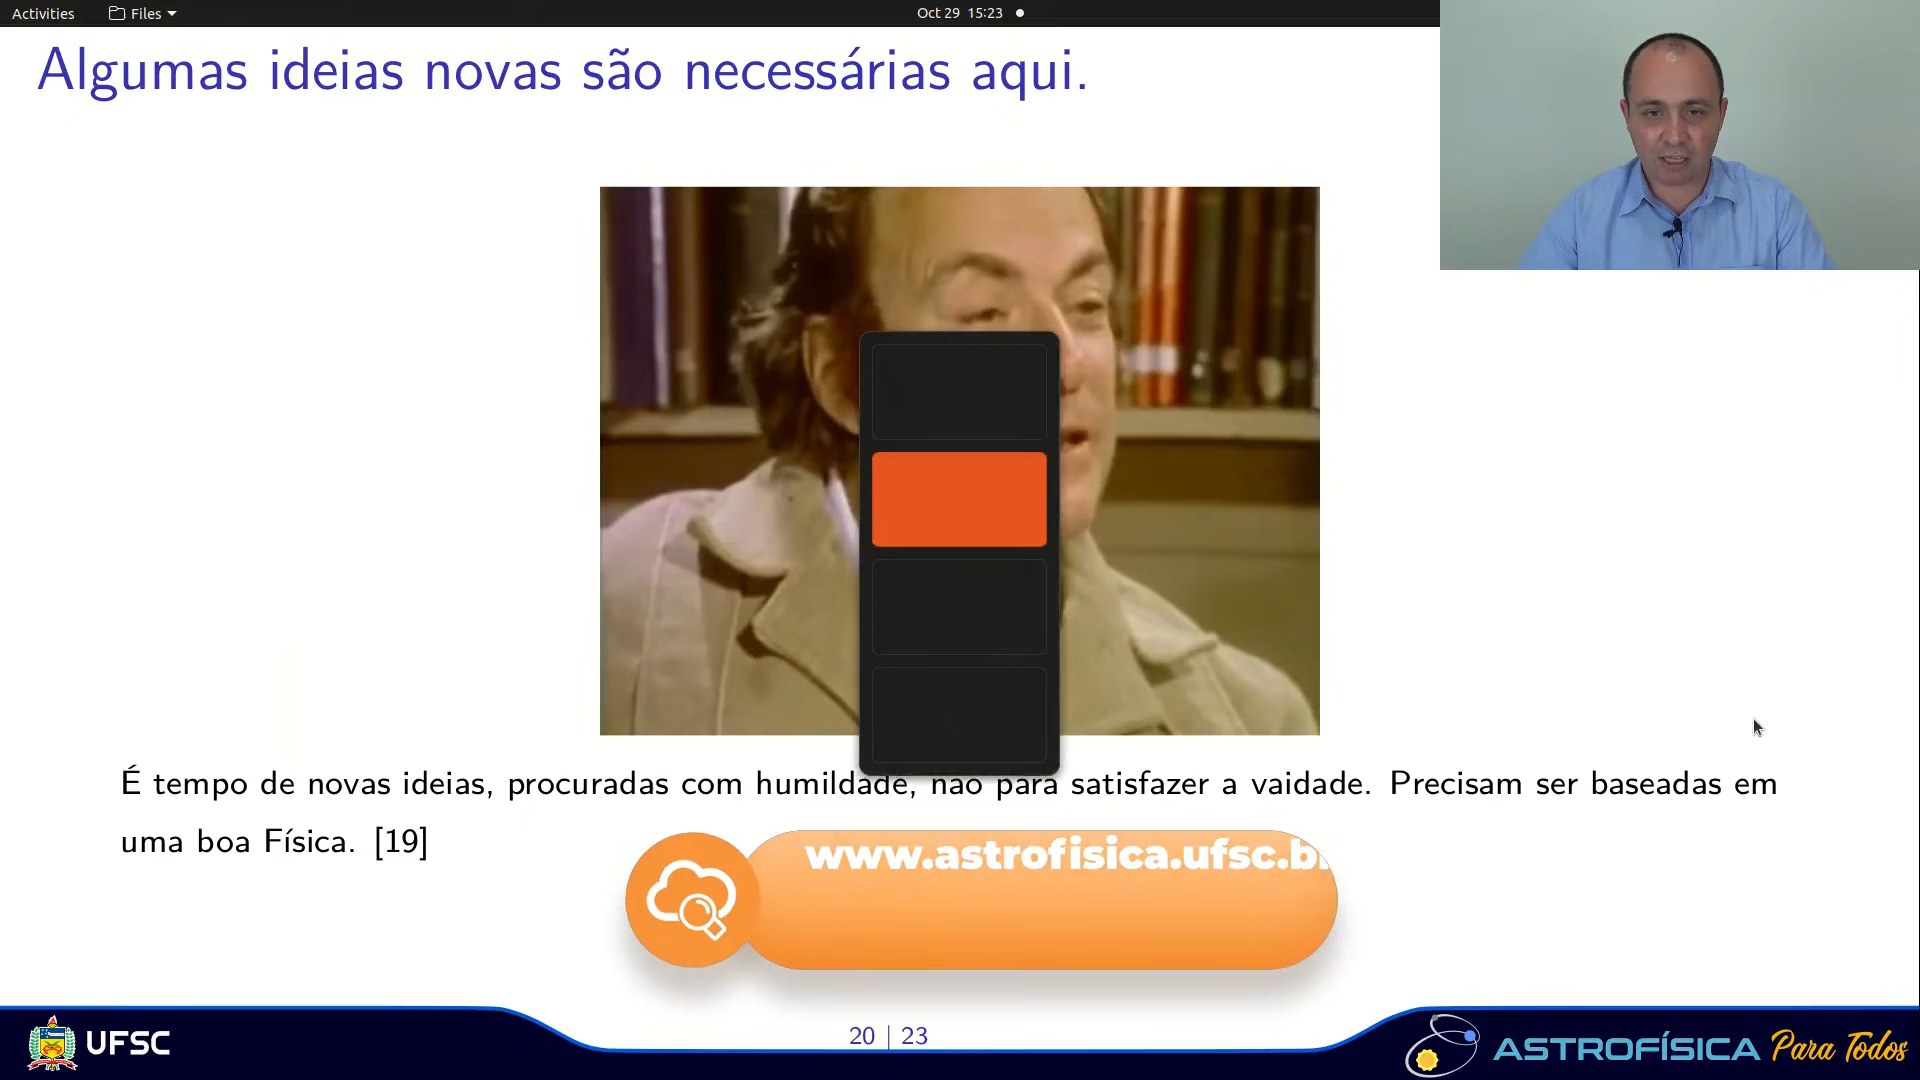 Activities
Files
Oct 29 15:23
Algumas ideias novas são necessárias aqui.
É tempo de novas ideias, procuradas com humildade, não para satisfazer a vaidade. Precisam ser baseadas em
uma boa Física. [19]
www.astrofisica.ufsc.br
UFSC
20 | 23
ASTROFÍSICA Para Todos